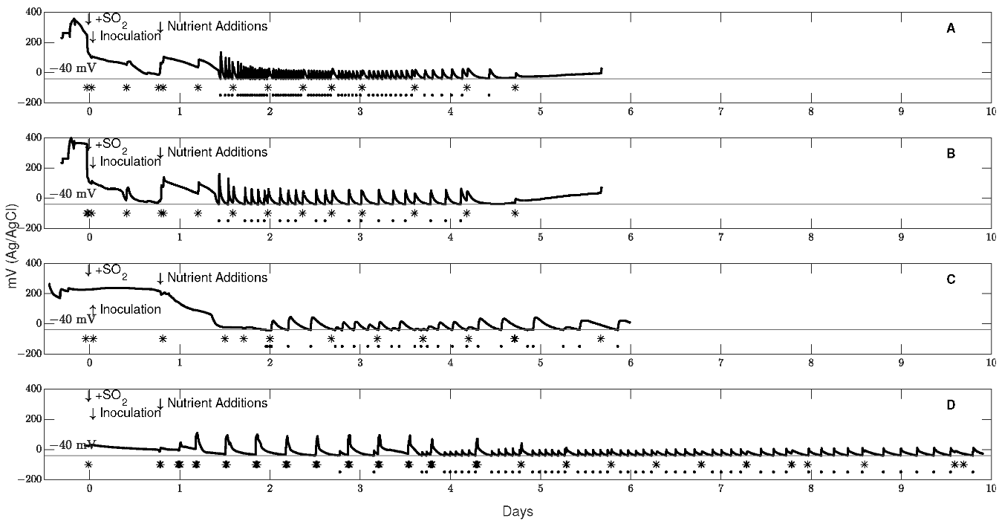 400
200
0
−200
↓ +SO2
↓ Inoculation
↓ Nutrient Additions
A
−40 mV
0 1 2 3 4 5 6 7 8 9 10
400
200
0
−200
↓ +SO2
↓ Inoculation
↓ Nutrient Additions
B
−40 mV
0 1 2 3 4 5 6 7 8 9 10
mV (Ag/AgCl)
400
200
0
−200
↓ +SO2
↓ Nutrient Additions
C
↑ Inoculation
−40 mV
0 1 2 3 4 5 6 7 8 9 10
400
200
0
−200
↓ +SO2
↓ Inoculation
↓ Nutrient Additions
D
−40 mV
0 1 2 3 4 5 6 7 8 9 10
Days